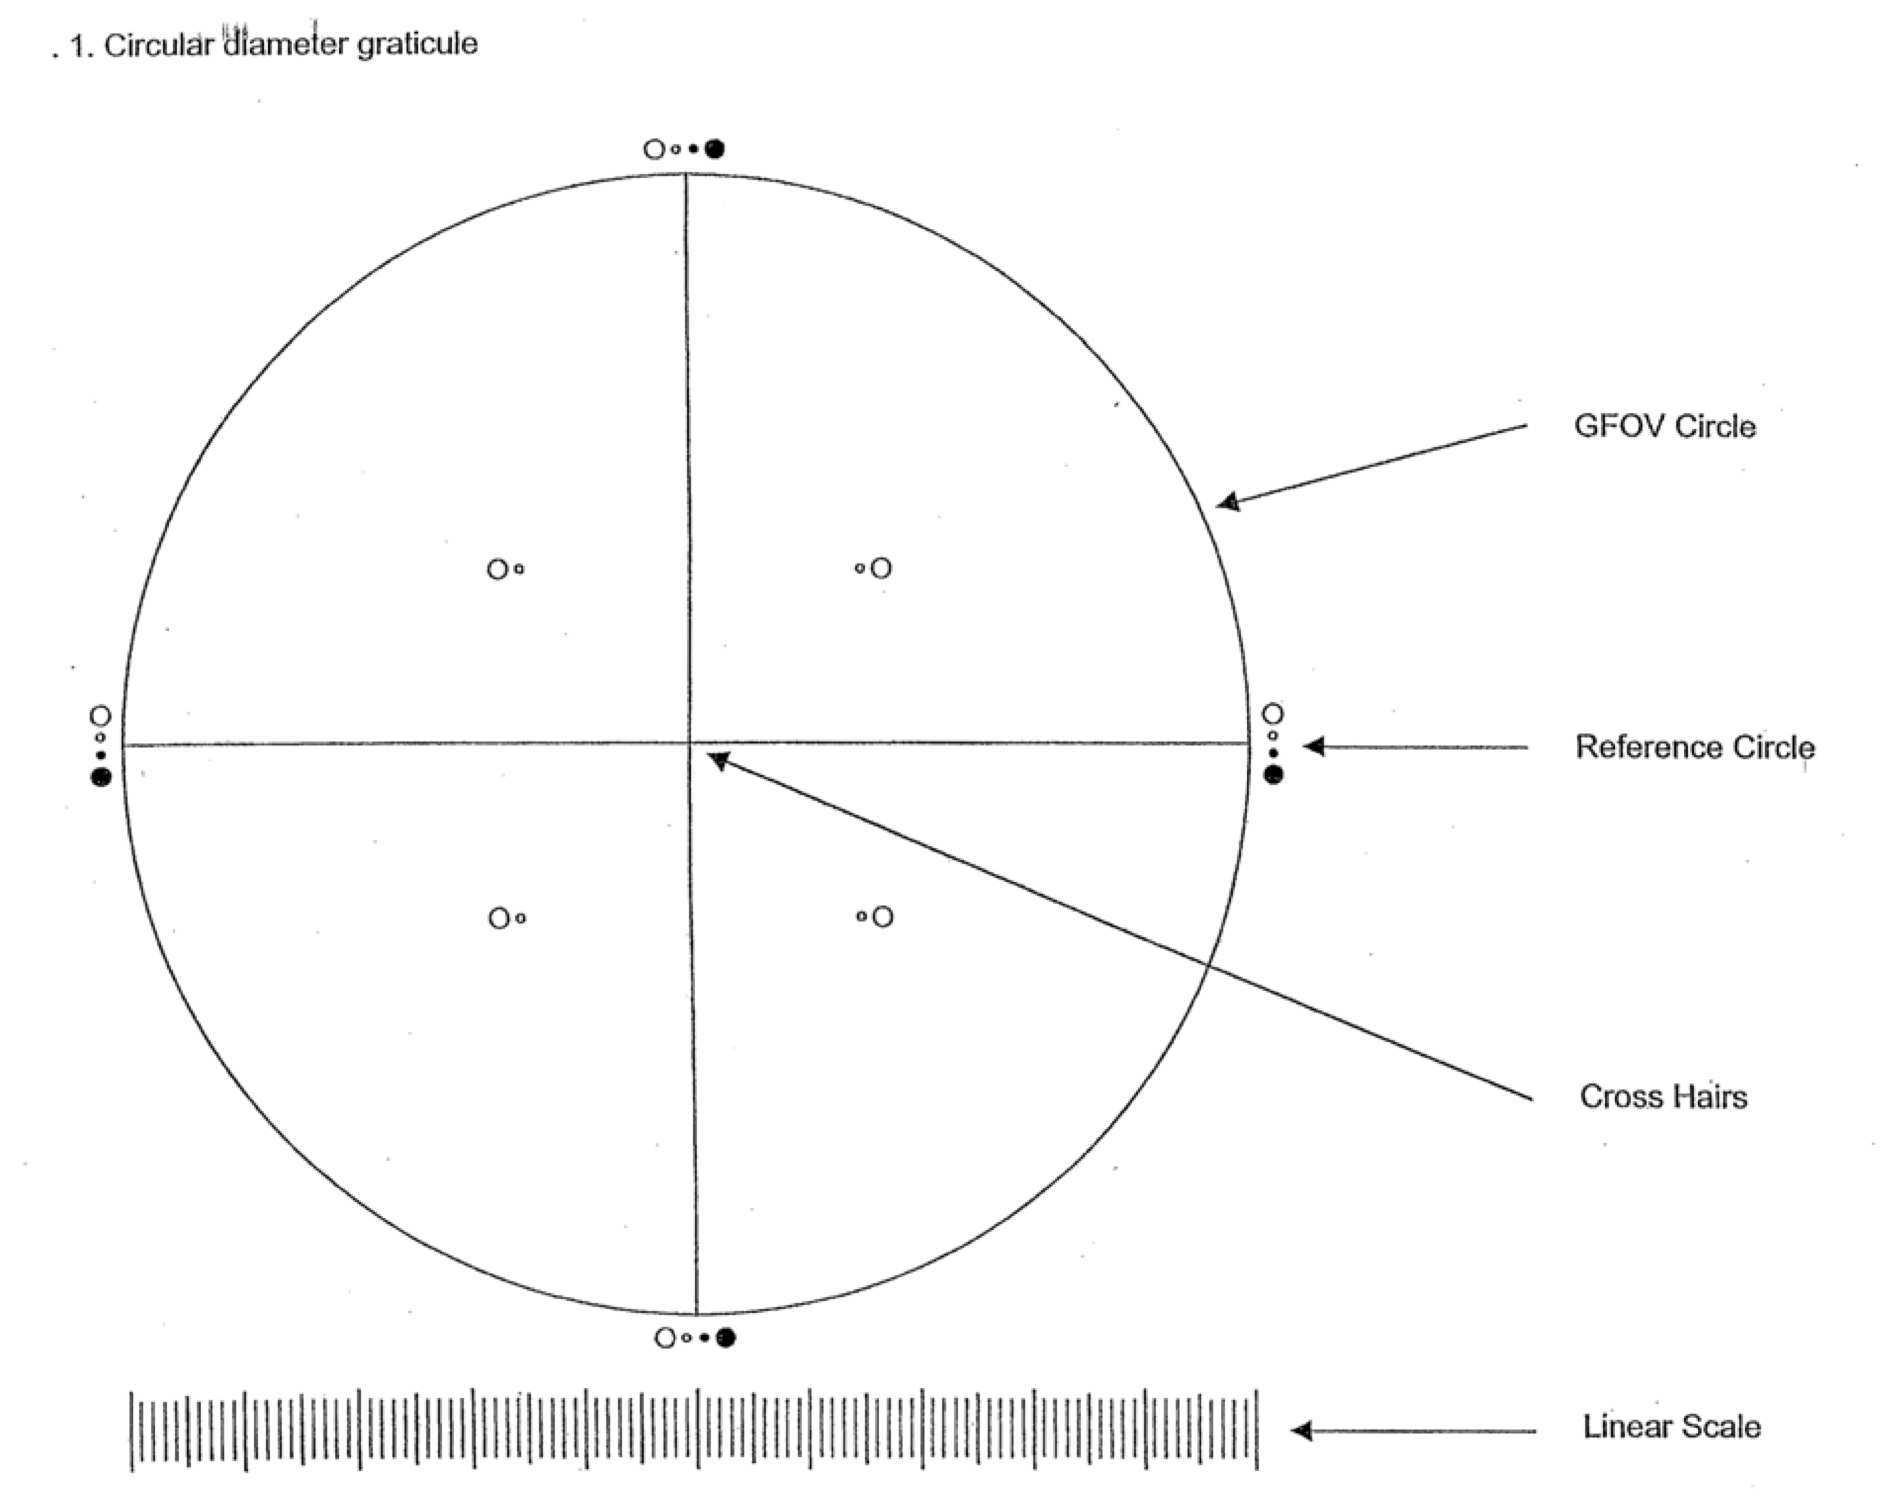 . 1. Circular diameter graticule
GFOV Circle
Reference Circle
Cross Hairs
Linear Scale